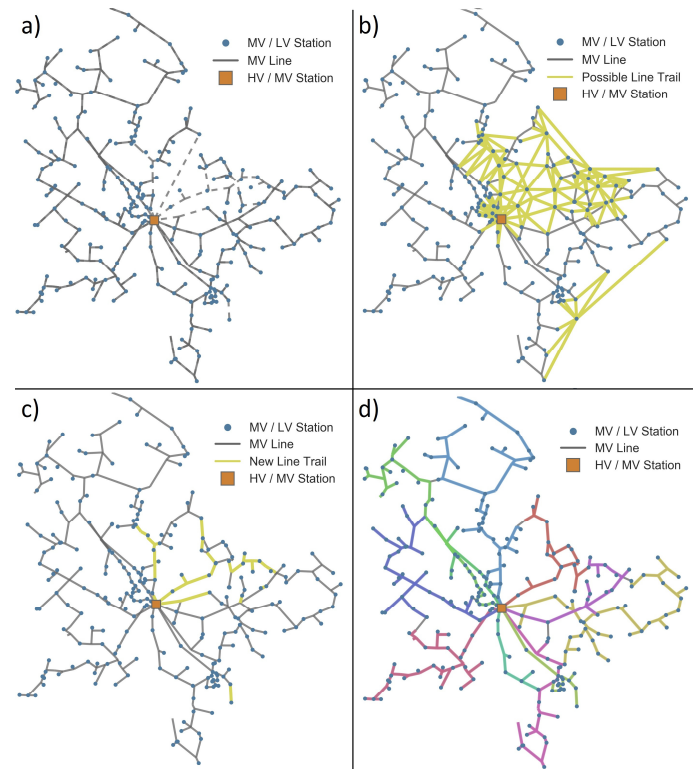 a)
MV / LV Station
MV Line
HV / MV Station
b)
MV / LV Station
MV Line
Possible Line Trail
HV / MV Station
c)
MV / LV Station
MV Line
New Line Trail
HV / MV Station
d)
MV / LV Station
MV Line
HV / MV Station